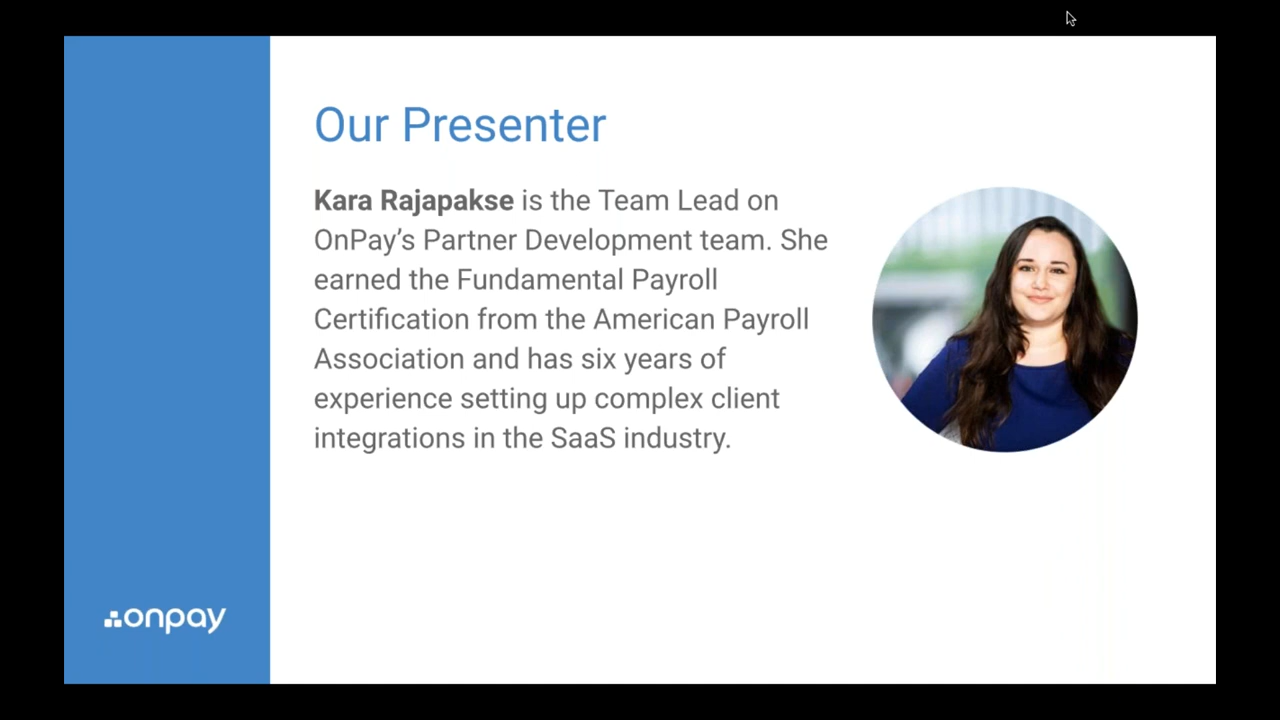 Our Presenter
Kara Rajapakse is the Team Lead on
OnPay’s Partner Development team. She
earned the Fundamental Payroll
Certification from the American Payroll
Association and has six years of
experience setting up complex client
integrations in the SaaS industry.
onpay